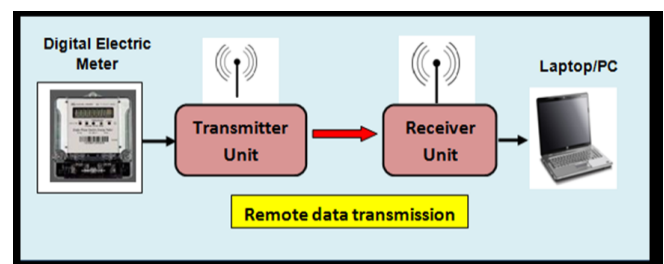 Digital Electric
Meter
Laptop/PC
Transmitter
Unit
Receiver
Unit
Remote data transmission